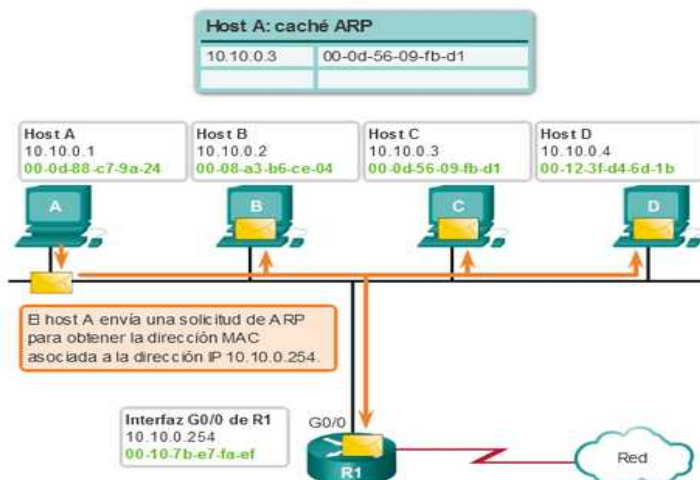 Host A: caché ARP
10.10.0.3 00-0d-56-09-fb-d1
Host A
10.10.0.1
00-0d-88-c7-9a-24
Host B
10.10.0.2
00-08-a3-b6-ce-04
Host C
10.10.0.3
00-0d-56-09-fb-d1
Host D
10.10.0.4
00-12-3f-d4-6d-1b
A
B
C
D
El host A envía una solicitud de ARP
para obtener la dirección MAC
asociada a la dirección IP 10.10.0.254.
Interfaz G0/0 de R1
10.10.0.254
00-10-7b-e7-fa-ef
G0/0
R1
Red